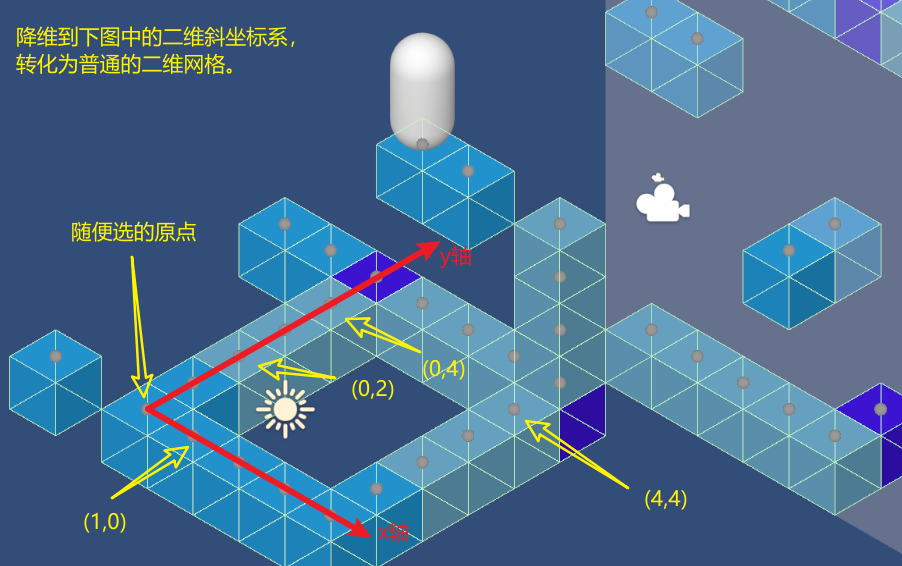 降维到下图中的二维斜坐标系，
转化为普通的二维网格。
随便选的原点
y轴
(0,4)
(0,2)
(4,4)
(1,0)
x轴